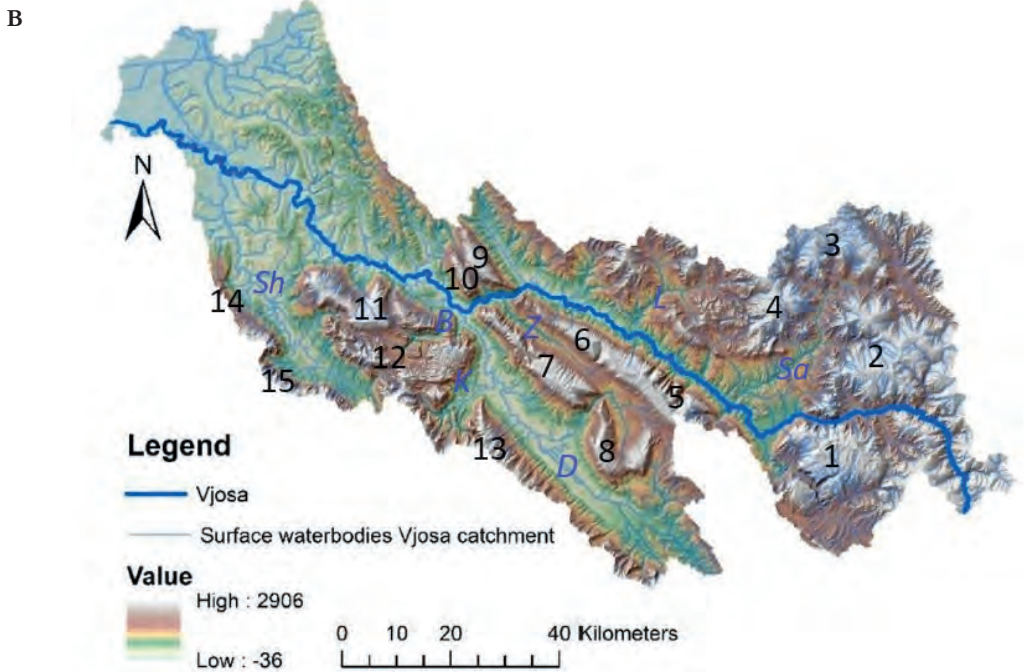 B
N
3
9
10
4
14
Sh
11
L
B
Z
6
2
12
7
Sa
15
K
5
13
8
1
D
Legend
Vjosa
Surface waterbodies Vjosa catchment
Value
High : 2906
Low : -36
0 10 20 40 Kilometers